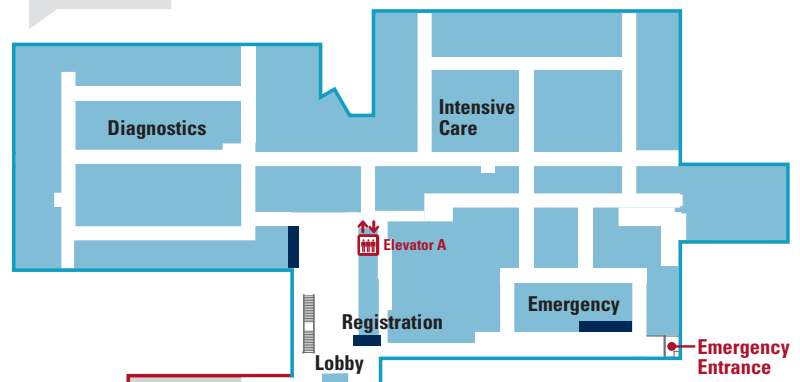 Intensive
Care
Diagnostics
Elevator A
Emergency
Registration
Emergency
Entrance
Lobby